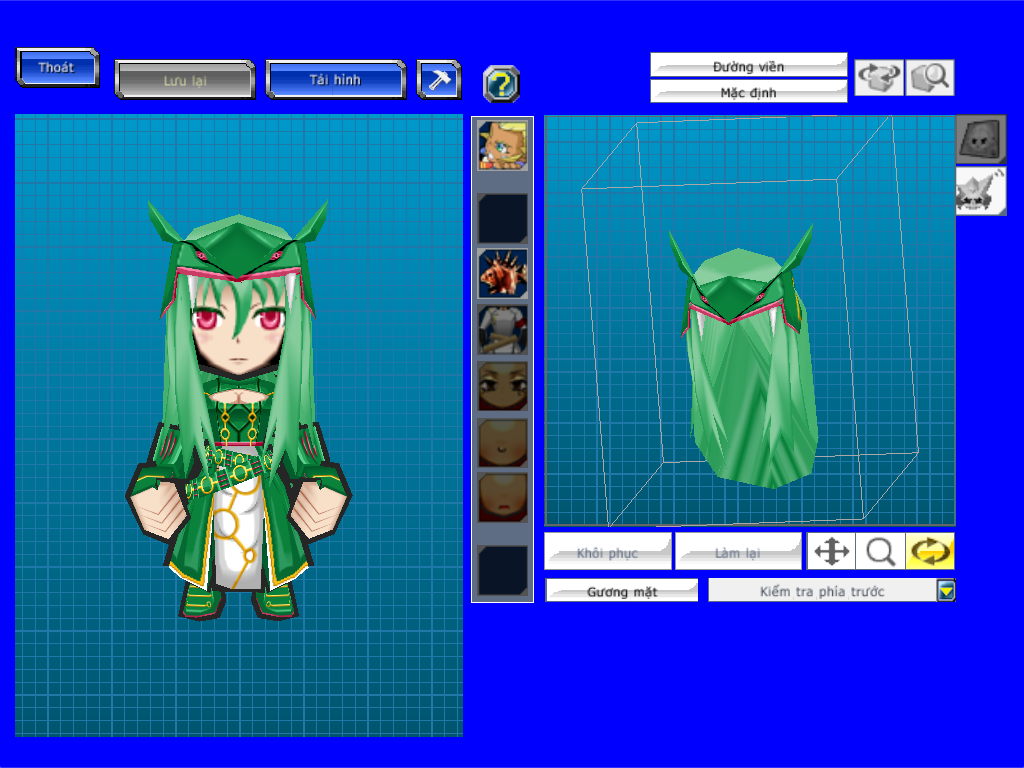 Thoát
Lưu lại
Tải hình
Đường viền
Mặc định
Khôi phục
Làm lại
Gương mặt
Kiểm tra phía trước